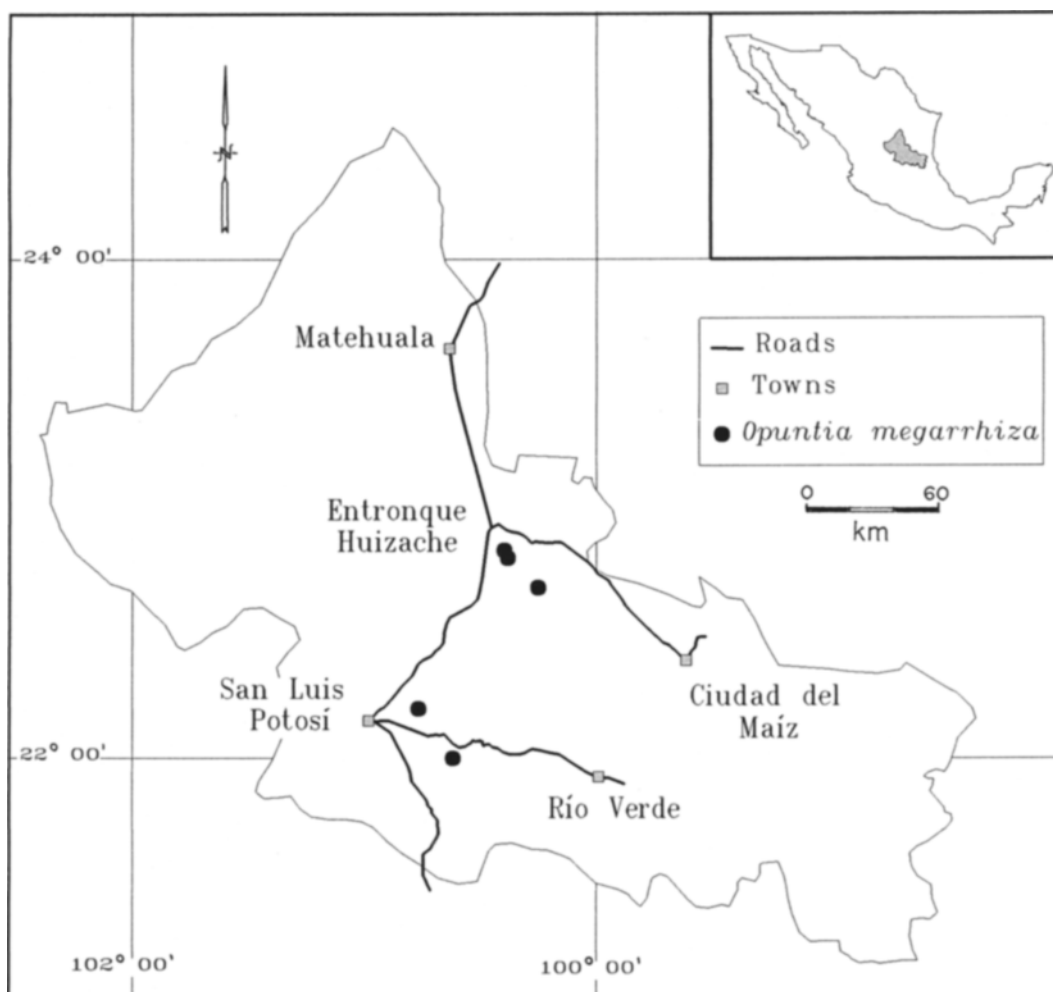 N
24° 00'
Matehuala
Roads
Towns
Opuntia megarrhiza
0 60
km
Entronque
Huizache
San Luis
Potosí
Ciudad del
Maíz
22° 00'
Río Verde
102° 00'
100° 00'